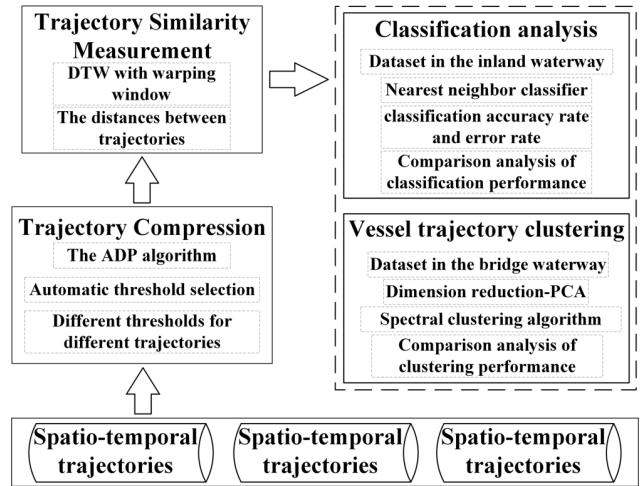 Trajectory Similarity
Measurement
DTW with warping
window
The distances between
trajectories
Classification analysis
Dataset in the inland waterway
Nearest neighbor classifier
classification accuracy rate
and error rate
Comparison analysis of
classification performance
Trajectory Compression
The ADP algorithm
Automatic threshold selection
Different thresholds for
different trajectories
Vessel trajectory clustering
Dataset in the bridge waterway
Dimension reduction-PCA
Spectral clustering algorithm
Comparison analysis of
clustering performance
Spatio-temporal
trajectories
Spatio-temporal
trajectories
Spatio-temporal
trajectories